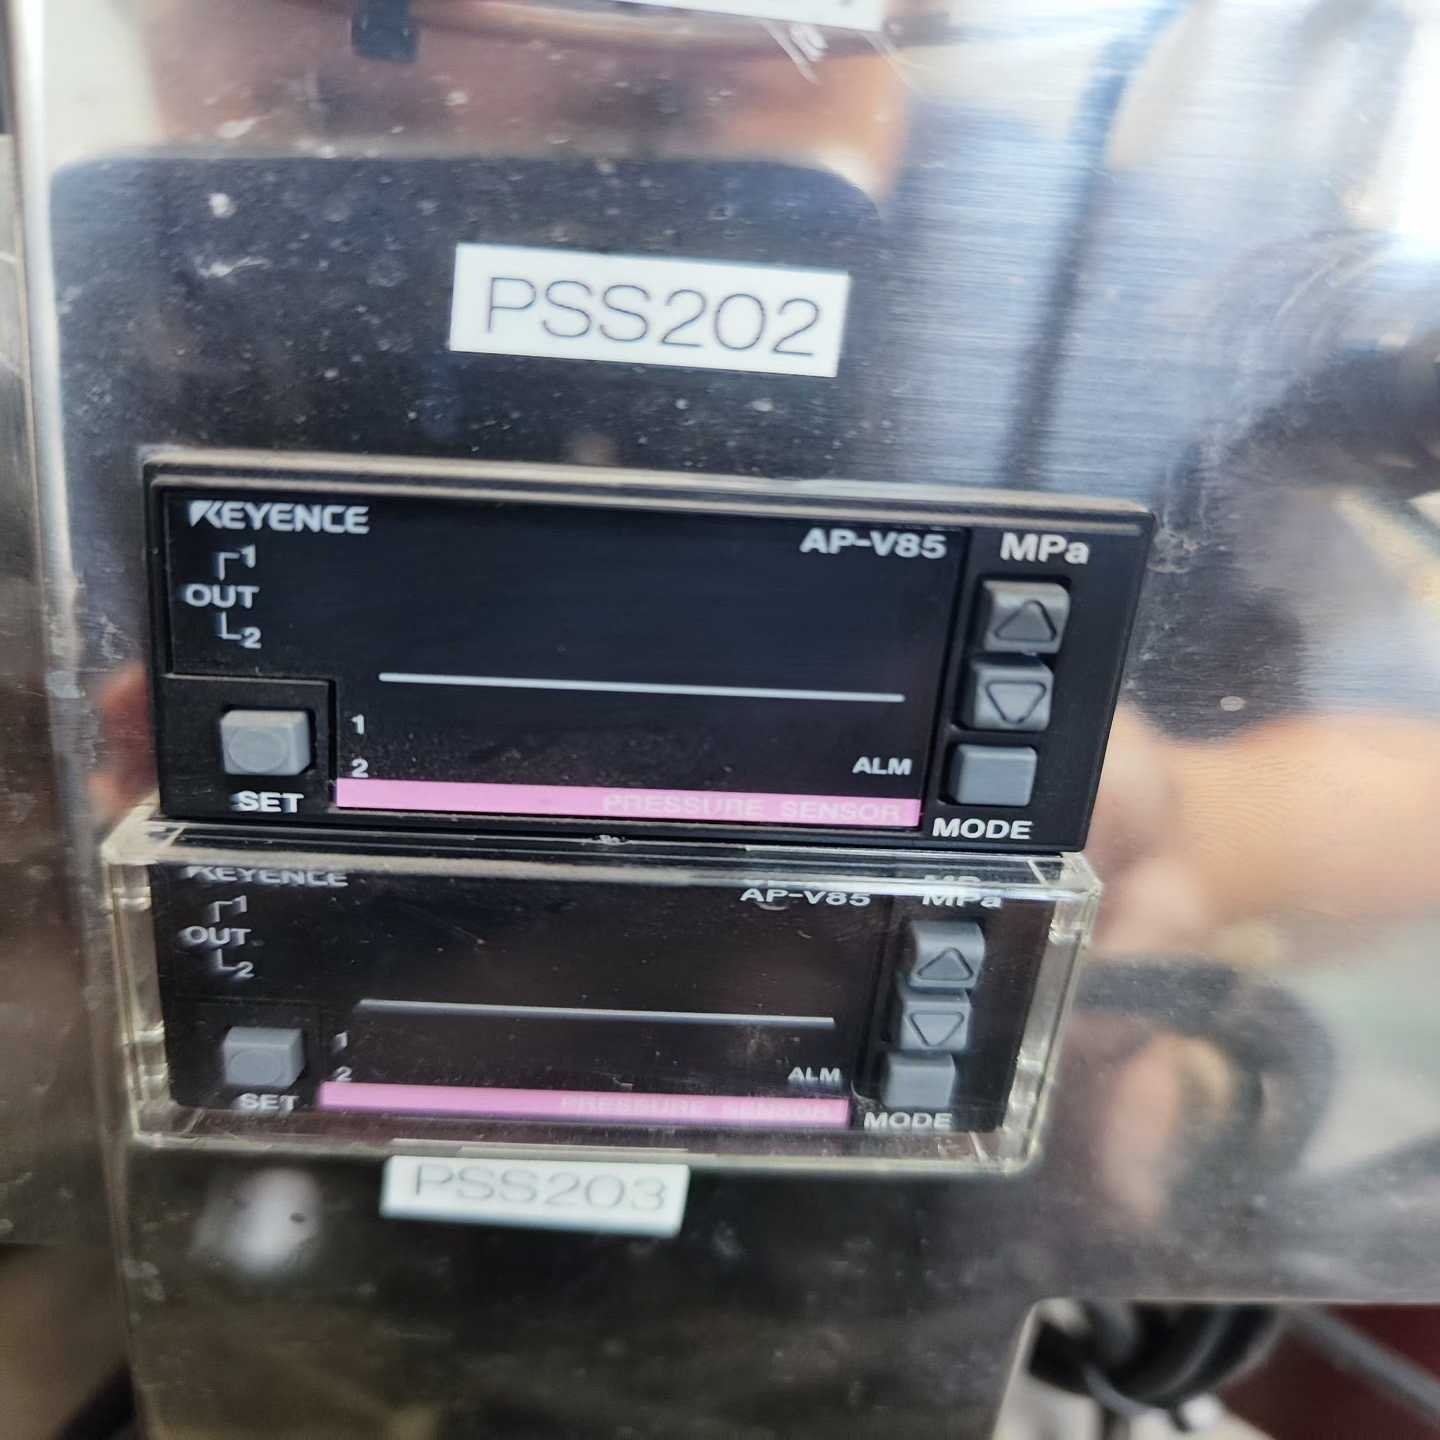 PSS202
KEYENCE
AP-V85
MPa
1
OUT
2
1
2
ALM
SET
PRESSURE SENSOR
MODE
KEYENCE
AP-V85
MPa
1
OUT
2
1
2
ALM
SET
PRESSURE SENSOR
MODE
PSS203